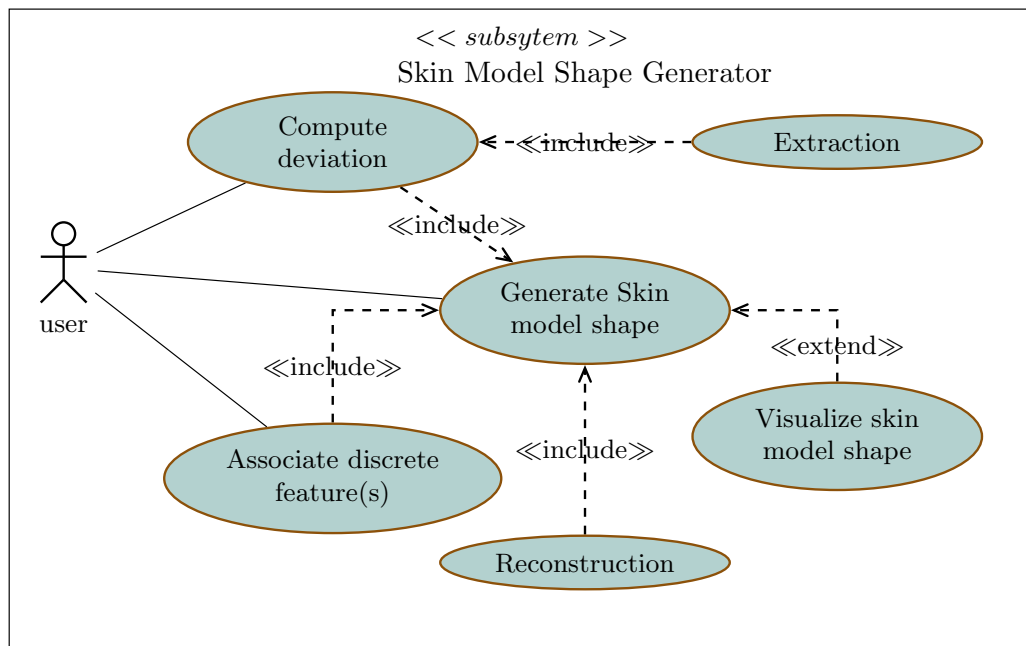 << subsytem >>
Skin Model Shape Generator
Compute
deviation
≪include≫
Extraction
≪include≫
user
Generate Skin
model shape
≪include≫
≪extend≫
Visualize skin
model shape
Associate discrete
feature(s)
≪include≫
Reconstruction